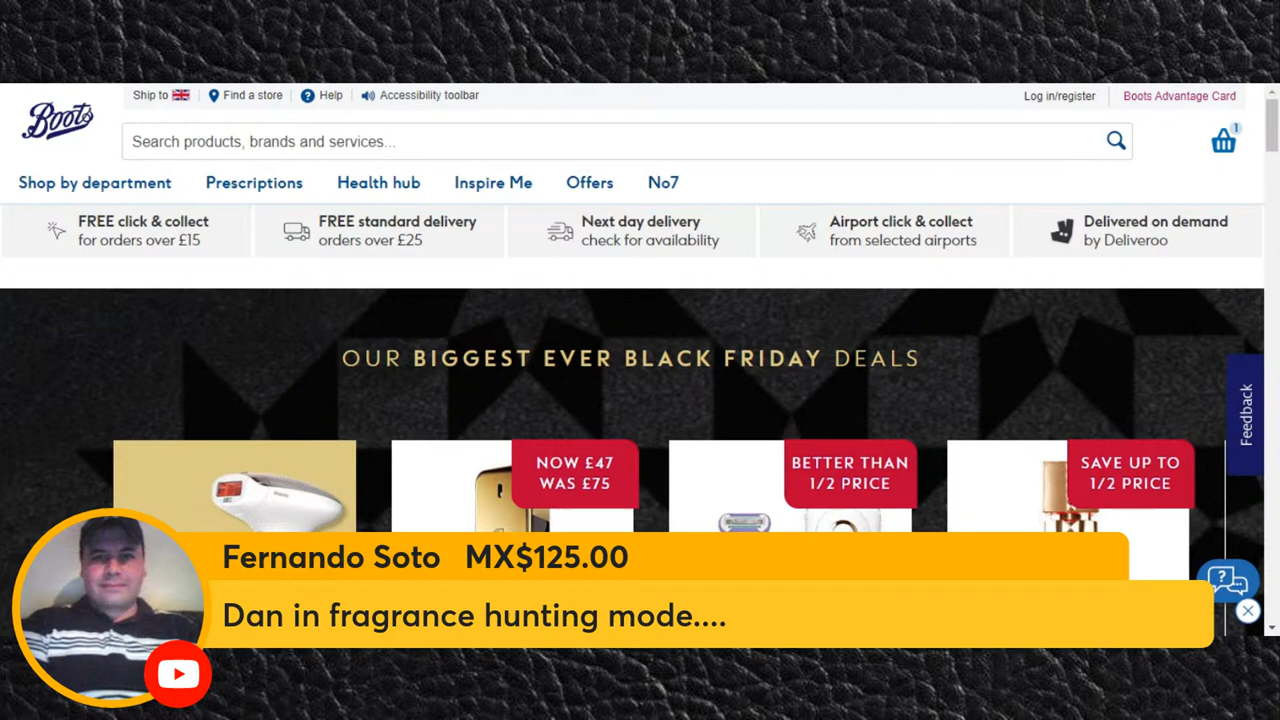 Ship to
Find a store
Help
Accessibility toolbar
Log in/register
Boots Advantage Card
Boots
Search products, brands and services...
1
Shop by department
Prescriptions
Health hub
Inspire Me
Offers
No7
FREE click & collect
for orders over £15
FREE standard delivery
orders over £25
Next day delivery
check for availability
Airport click & collect
from selected airports
Delivered on demand
by Deliveroo
OUR BIGGEST EVER BLACK FRIDAY DEALS
Feedback
NOW £47
WAS £75
BETTER THAN
1/2 PRICE
SAVE UP TO
1/2 PRICE
?
Fernando Soto MX$125.00
Dan in fragrance hunting mode....